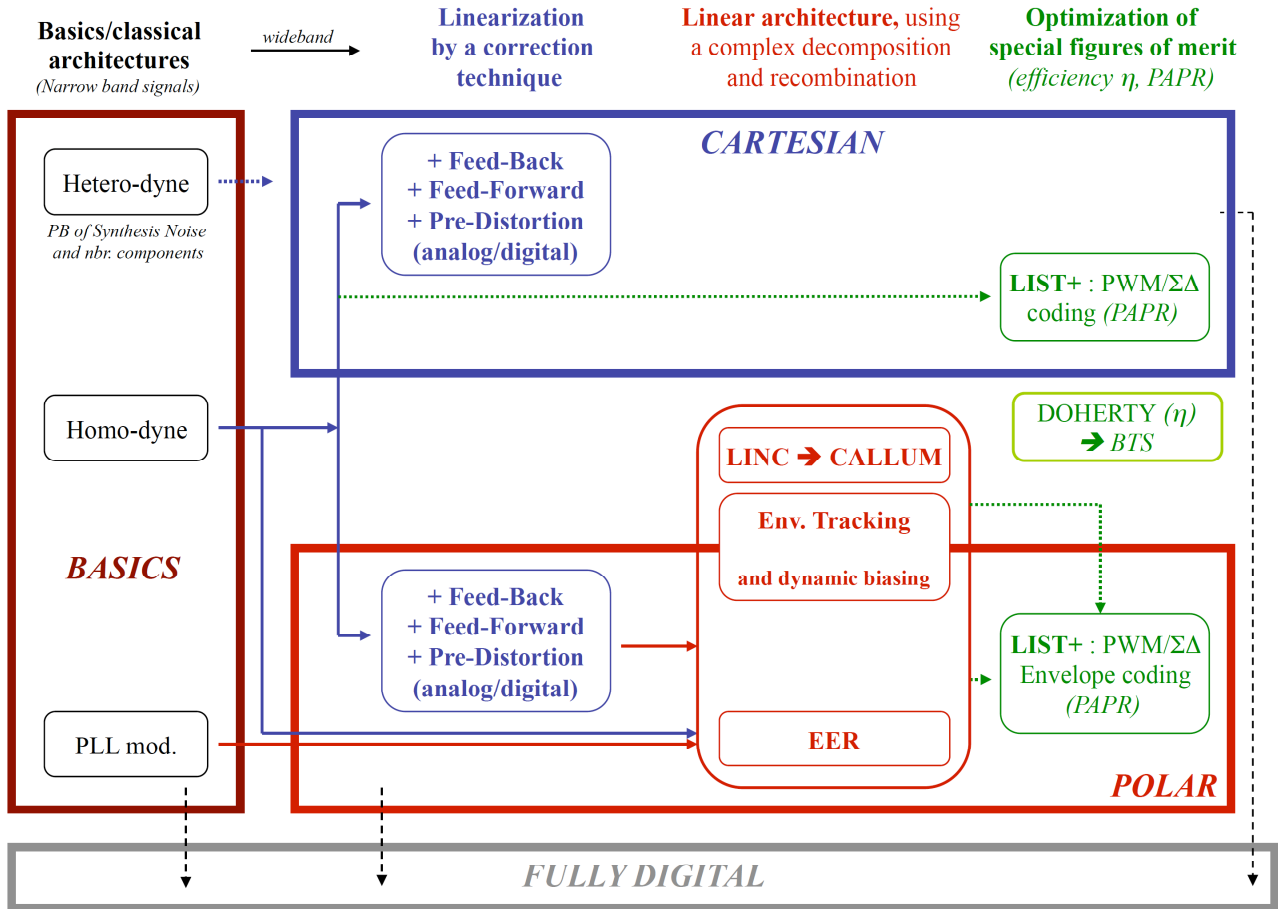 Basics/classical
architectures
(Narrow band signals)
wideband
Linearization
by a correction
technique
Linear architecture, using
a complex decomposition
and recombination
Optimization of
special figures of merit
(efficiency η, PAPR)
CARTESIAN
Hetero-dyne
PB of Synthesis Noise
and nbr. components
+ Feed-Back
+ Feed-Forward
+ Pre-Distortion
(analog/digital)
LIST+ : PWM/ΣΔ
coding (PAPR)
Homo-dyne
DOHERTY (η)
➔ BTS
LINC ➔ CALLUM
Env. Tracking
and dynamic biasing
BASICS
+ Feed-Back
+ Feed-Forward
+ Pre-Distortion
(analog/digital)
LIST+ : PWM/ΣΔ
Envelope coding
(PAPR)
PLL mod.
EER
POLAR
FULLY DIGITAL